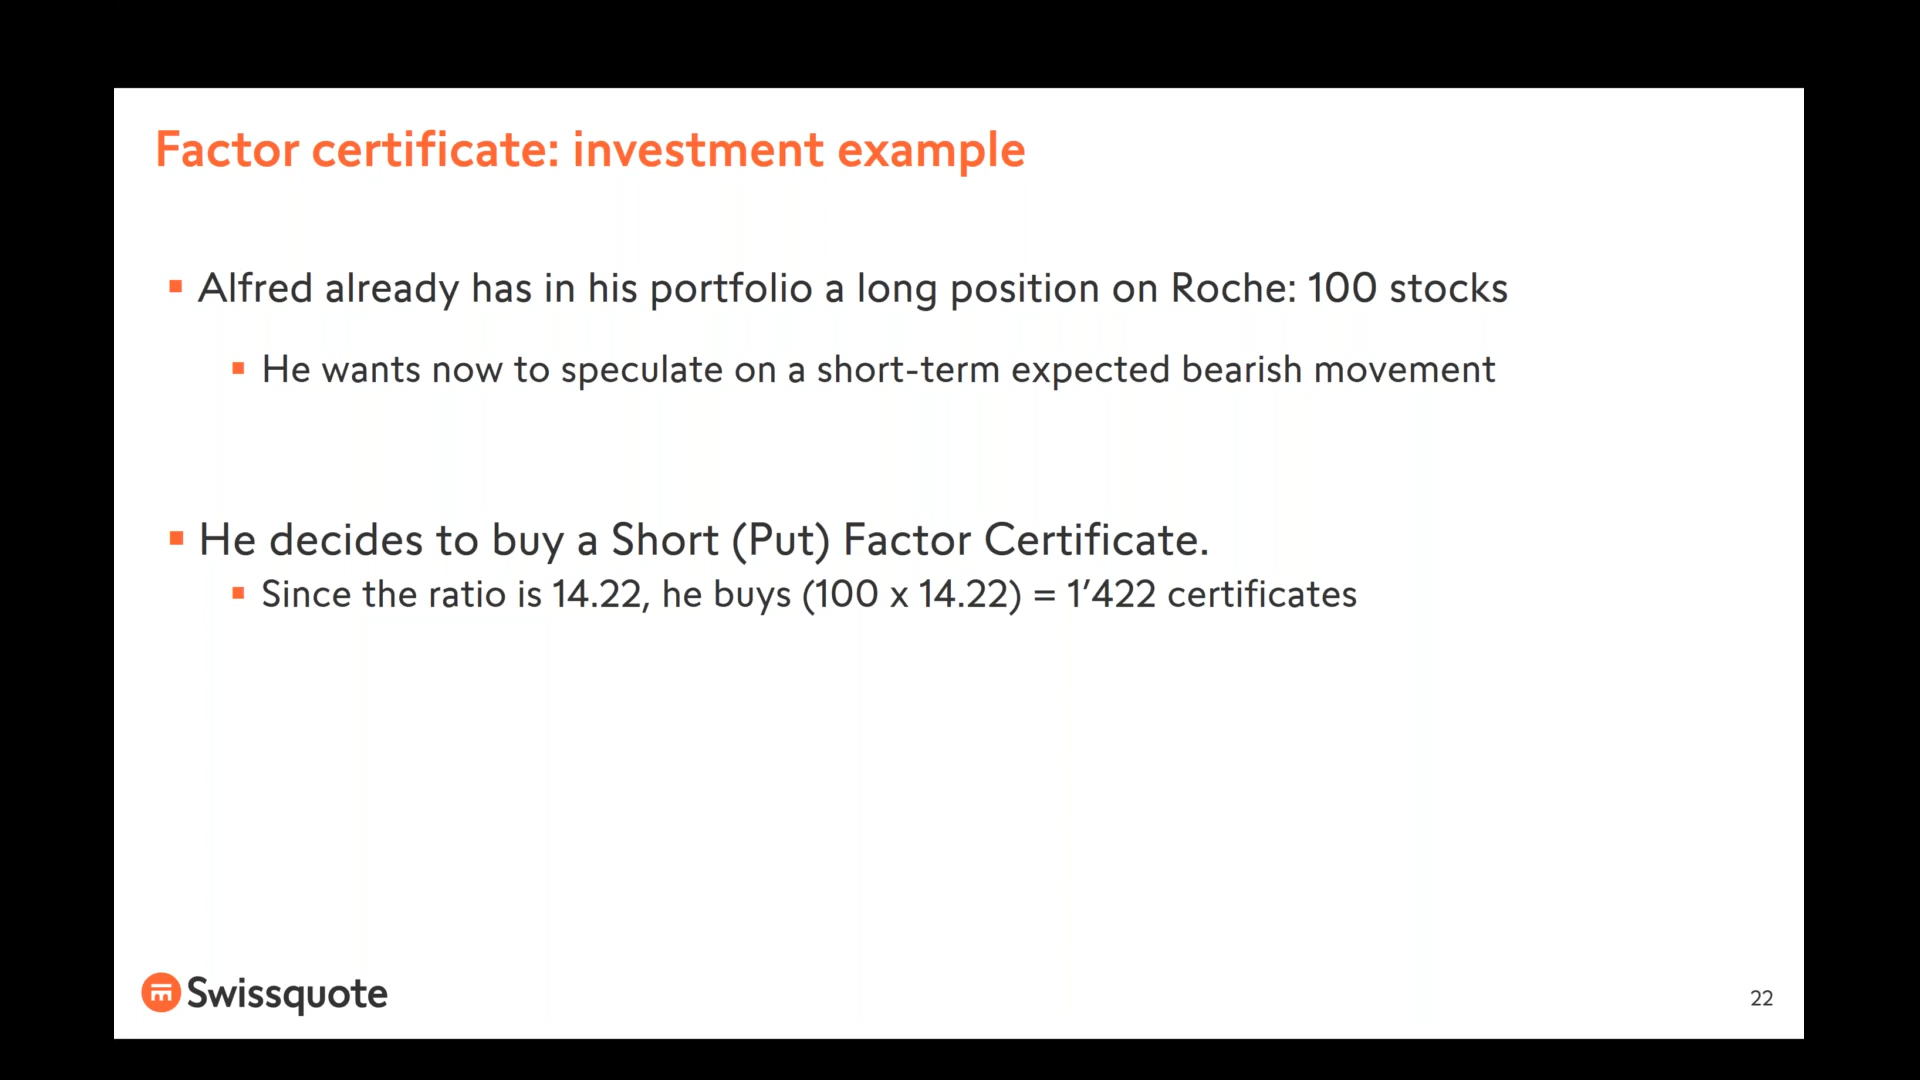 Factor certificate: investment example
Alfred already has in his portfolio a long position on Roche: 100 stocks
He wants now to speculate on a short-term expected bearish movement
He decides to buy a Short (Put) Factor Certificate.
Since the ratio is 14.22, he buys (100 x 14.22) = 1’422 certificates
Swissquote
22